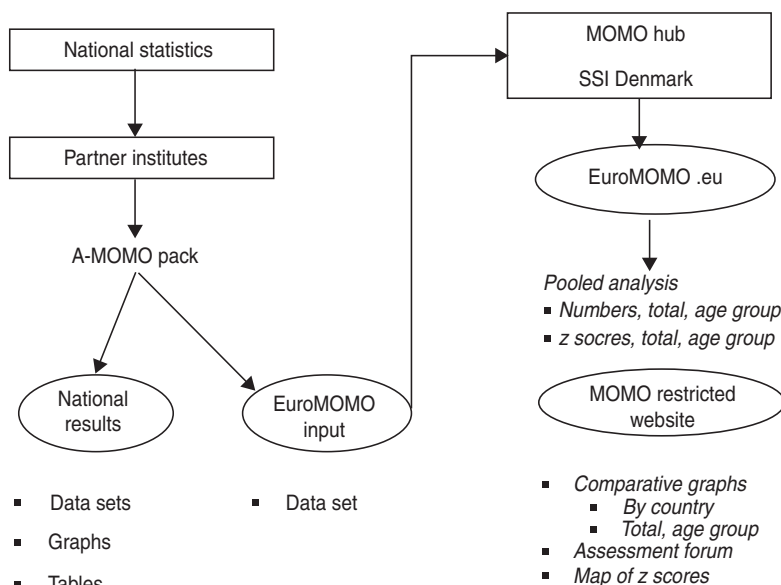 National statistics
Partner institutes
A-MOMO pack
National
results
EuroMOMO
input
▪ Data sets
▪ Graphs
▪ Tables
▪ Data set
MOMO hub
SSI Denmark
EuroMOMO .eu
Pooled analysis
▪ Numbers, total, age group
▪ z socres, total, age group
MOMO restricted
website
▪ Comparative graphs
▪ By country
▪ Total, age group
▪ Assessment forum
▪ Map of z scores